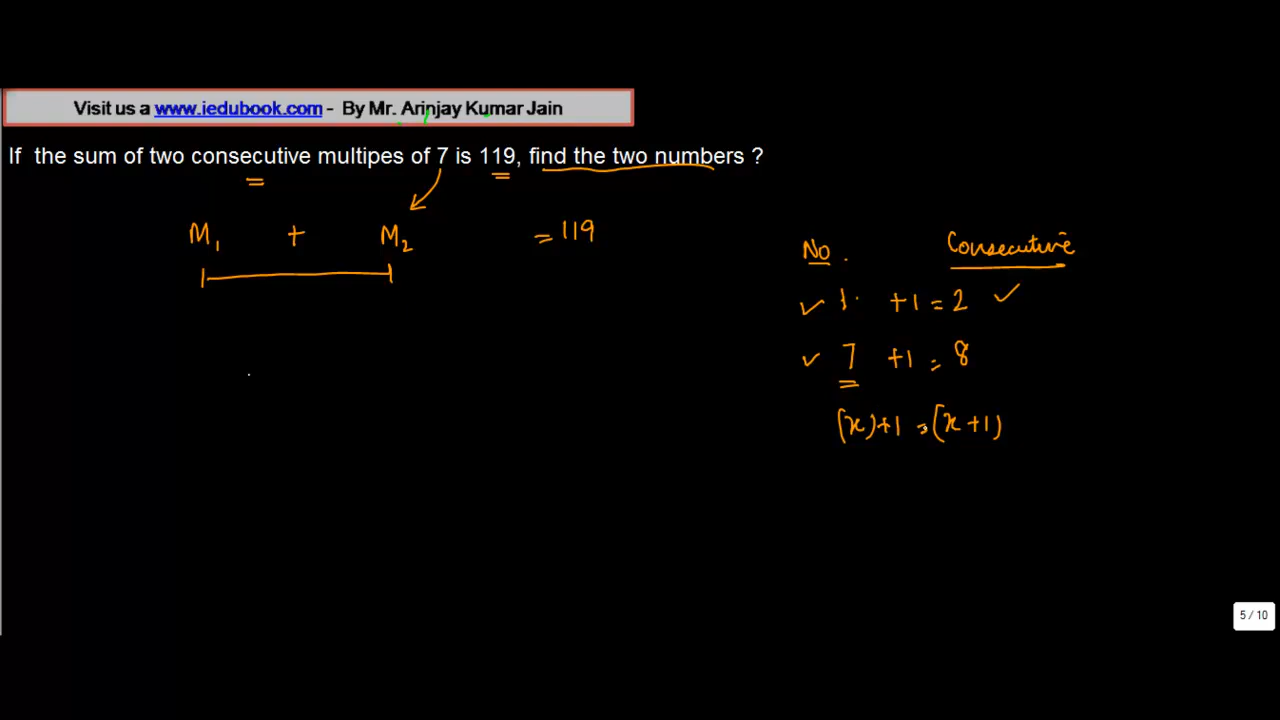 Visit us a www.iedubook.com - By Mr. Arinjay Kumar Jain
If the sum of two consecutive multipes of 7 is 119, find the two numbers ?
M₁ + M₂ = 119
No. Consecutive
✓ 1. +1 = 2 ✓
✓ 7 +1 = 8
(x)+1 = (x+1)
5 / 10